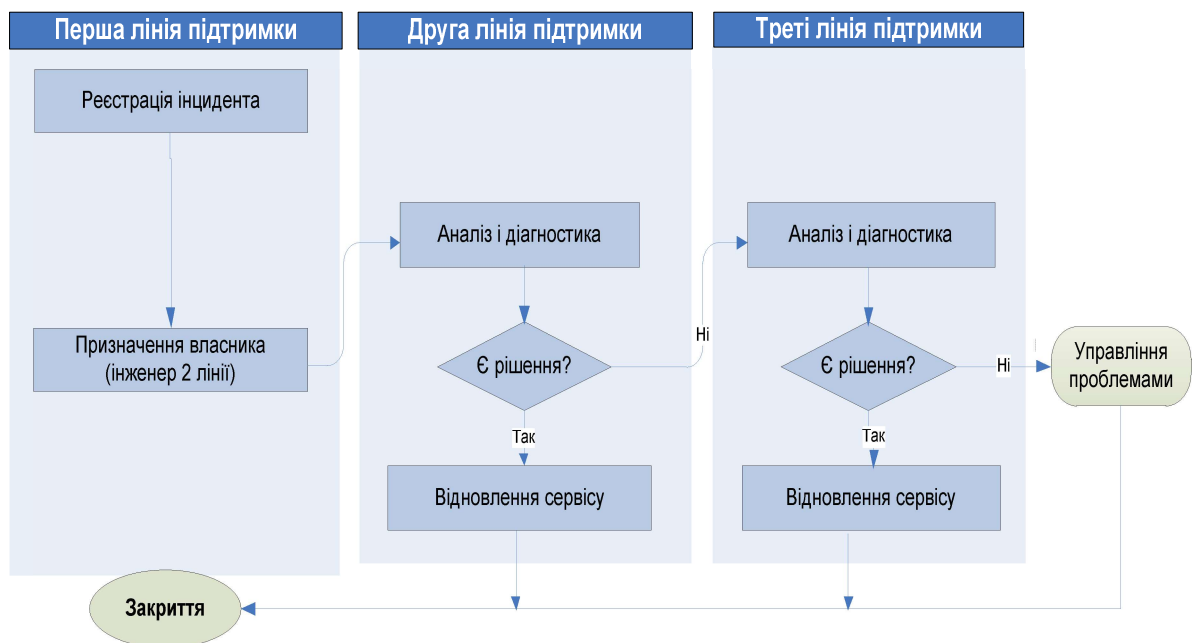 Перша лінія підтримки
Друга лінія підтримки
Треті лінія підтримки
Реєстрація інцидента
Призначення власника
(інженер 2 лінії)
Аналіз і діагностика
Є рішення?
Ні
Так
Відновлення сервісу
Аналіз і діагностика
Є рішення?
Ні
Так
Відновлення сервісу
Управління
проблемами
Закриття